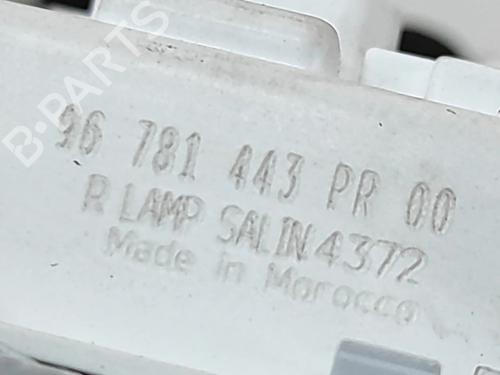 B-PARTS
96 781 443 PR 00
R LAMP SALIN4372
Made in Morocco